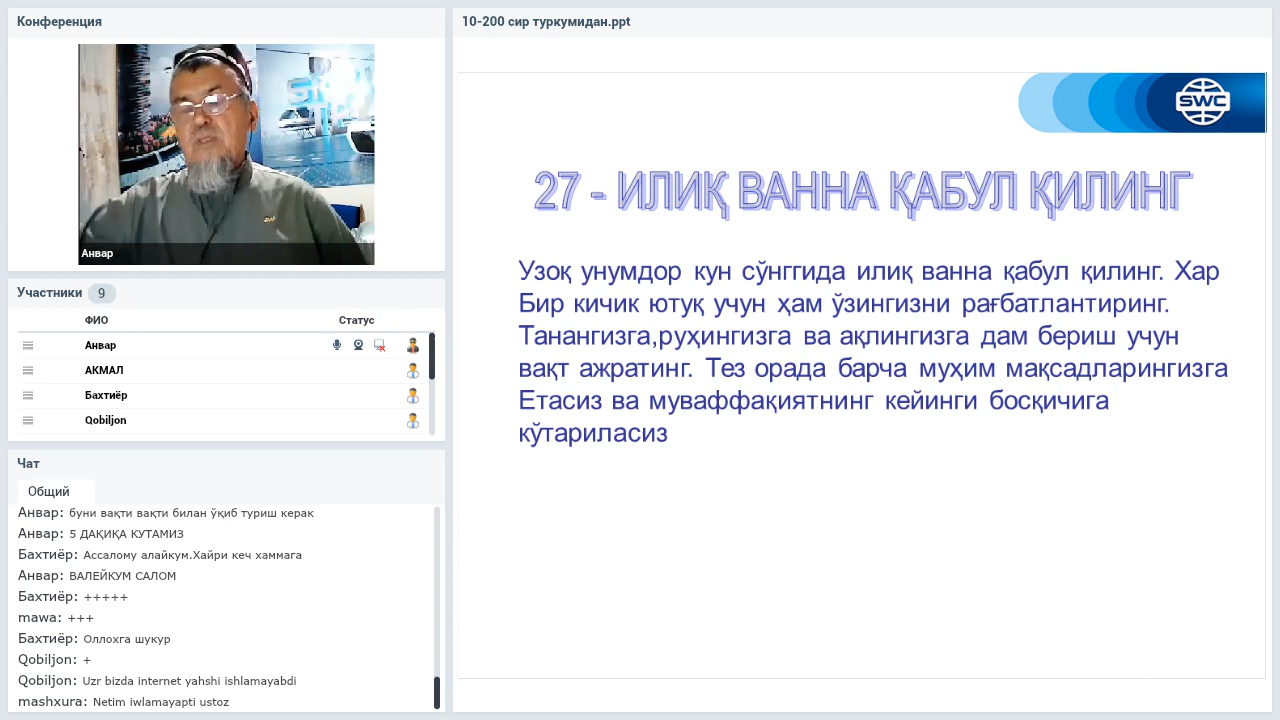 Конференция
Анвар
Участники 9
ФИО Статус
Анвар
АКМАЛ
Бахтиёр
Qobiljon
Чат
Общий
Анвар: буни вақти вақти билан ўқиб туриш керак
Анвар: 5 ДАҚИҚА КУТАМИЗ
Бахтиёр: Ассалому алайкум.Хайри кеч хаммага
Анвар: ВАЛЕЙКУМ САЛОМ
Бахтиёр: +++++
mawa: +++
Бахтиёр: Оллохга шукур
Qobiljon: +
Qobiljon: Uzr bizda internet yahshi ishlamayabdi
mashxura: Netim iwlamayapti ustoz
10-200 сир туркумидан.ppt
SWC
27 - ИЛИҚ ВАННА ҚАБУЛ ҚИЛИНГ
Узоқ унумдор кун сўнггида илиқ ванна қабул қилинг. Хар
Бир кичик ютуқ учун ҳам ўзингизни рағбатлантиринг.
Танангизга,руҳингизга ва ақлингизга дам бериш учун
вақт ажратинг. Тез орада барча муҳим мақсадларингизга
Етасиз ва муваффақиятнинг кейинги босқичига
кўтариласиз